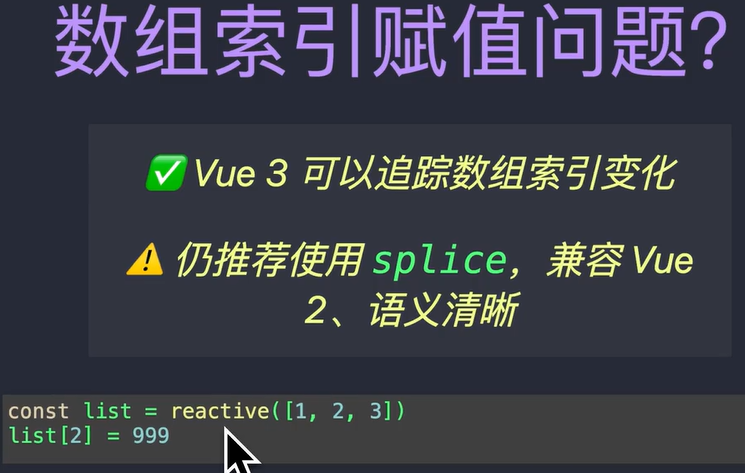 数组索引赋值问题?
✅ Vue 3 可以追踪数组索引变化
⚠️ 仍推荐使用 splice，兼容 Vue
2、语义清晰
const list = reactive([1, 2, 3])
list[2] = 999